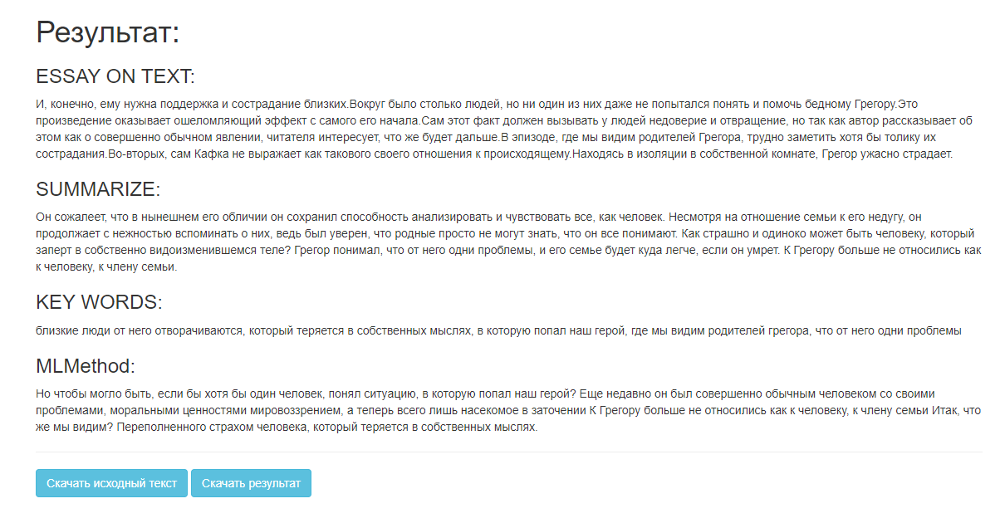 Результат:
ESSAY ON TEXT:
И, конечно, ему нужна поддержка и сострадание близких.Вокруг было столько людей, но ни один из них даже не попытался понять и помочь бедному Грегору.Это
произведение оказывает ошеломляющий эффект с самого его начала.Сам этот факт должен вызывать у людей недоверие и отвращение, но так как автор рассказывает об
этом как о совершенно обычном явлении, читателя интересует, что же будет дальше.В эпизоде, где мы видим родителей Грегора, трудно заметить хотя бы толику их
сострадания.Во-вторых, сам Кафка не выражает как такового своего отношения к происходящему.Находясь в изоляции в собственной комнате, Грегор ужасно страдает.
SUMMARIZE:
Он сожалеет, что в нынешнем его обличии он сохранил способность анализировать и чувствовать все, как человек. Несмотря на отношение семьи к его недугу, он
продолжает с нежностью вспоминать о них, ведь был уверен, что родные просто не могут знать, что он все понимают. Как страшно и одиноко может быть человеку, который
заперт в собственно видоизменившемся теле? Грегор понимал, что от него одни проблемы, и его семье будет куда легче, если он умрет. К Грегору больше не относились как
к человеку, к члену семьи.
KEY WORDS:
близкие люди от него отворачиваются, который теряется в собственных мыслях, в которую попал наш герой, где мы видим родителей грегора, что от него одни проблемы
MLMethod:
Но чтобы могло быть, если бы хотя бы один человек, понял ситуацию, в которую попал наш герой? Еще недавно он был совершенно обычным человеком со своими
проблемами, моральными ценностями мировоззрением, а теперь всего лишь насекомое в заточении К Грегору больше не относились как к человеку, к члену семьи Итак, что
же мы видим? Переполненного страхом человека, который теряется в собственных мыслях.
Скачать исходный текст Скачать результат